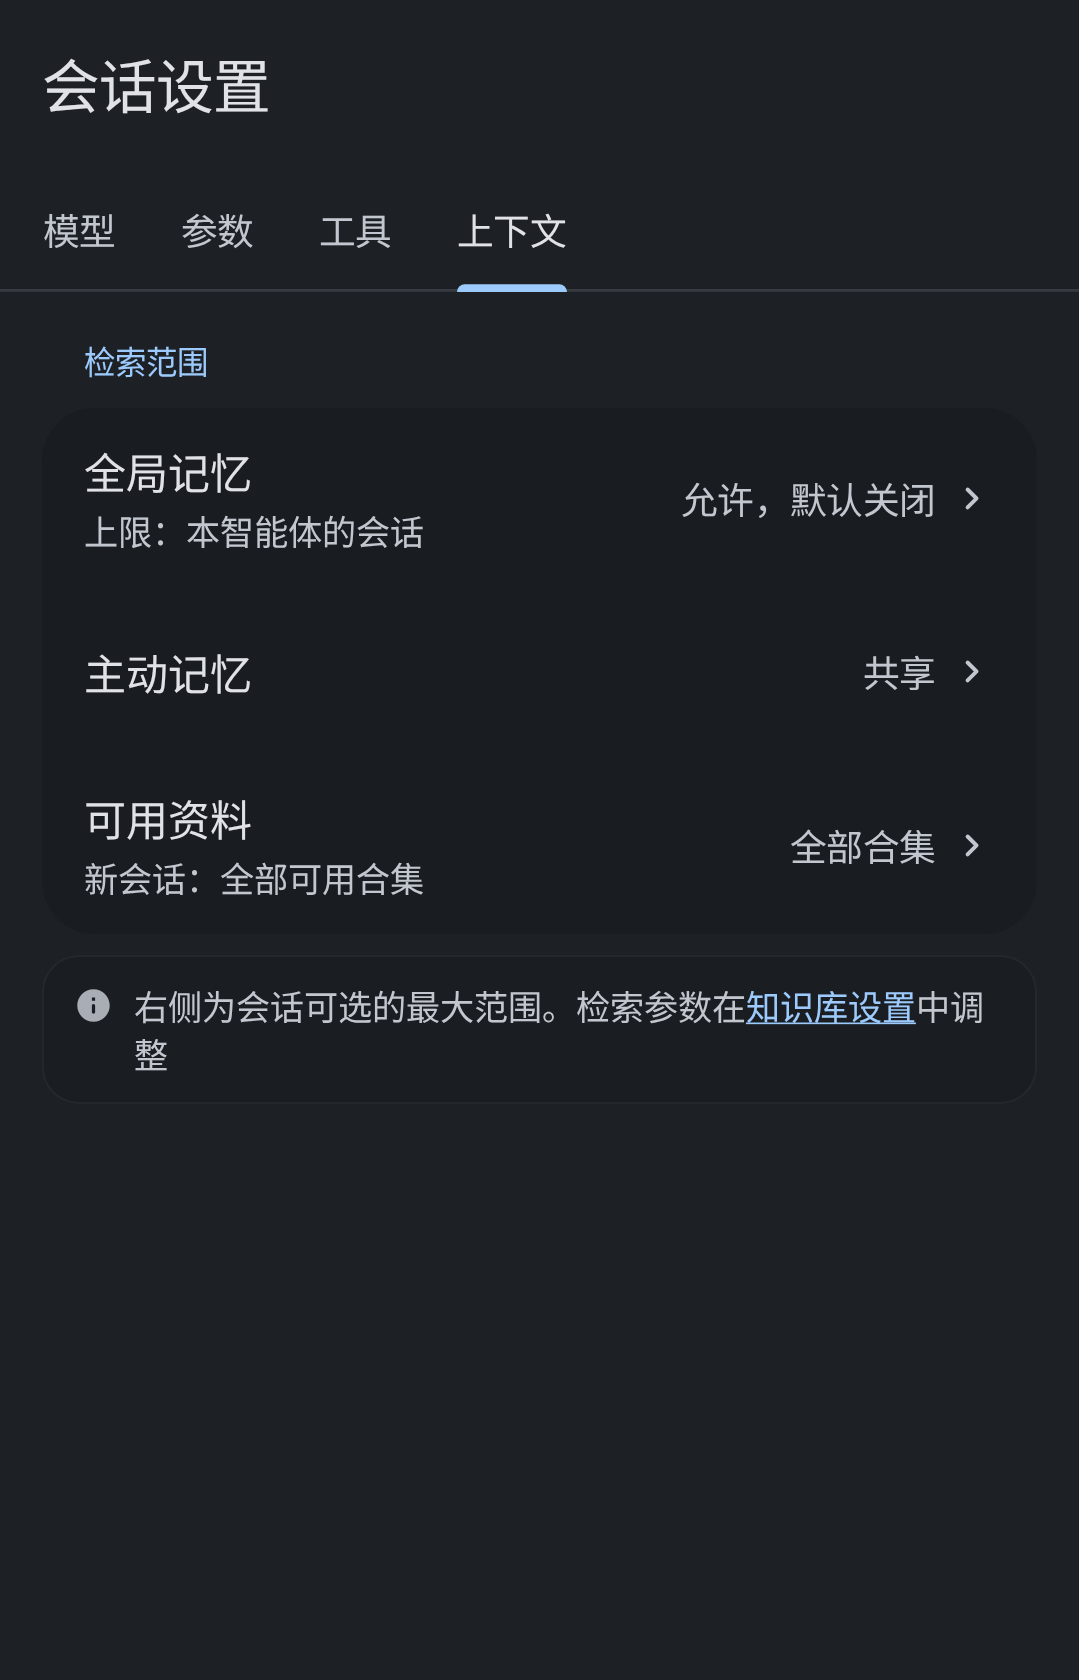 会话设置
模型 参数 工具 上下文
检索范围
全局记忆
上限：本智能体的会话
允许，默认关闭
主动记忆
共享
可用资料
新会话：全部可用合集
全部合集
右侧为会话可选的最大范围。检索参数在知识库设置中调
整